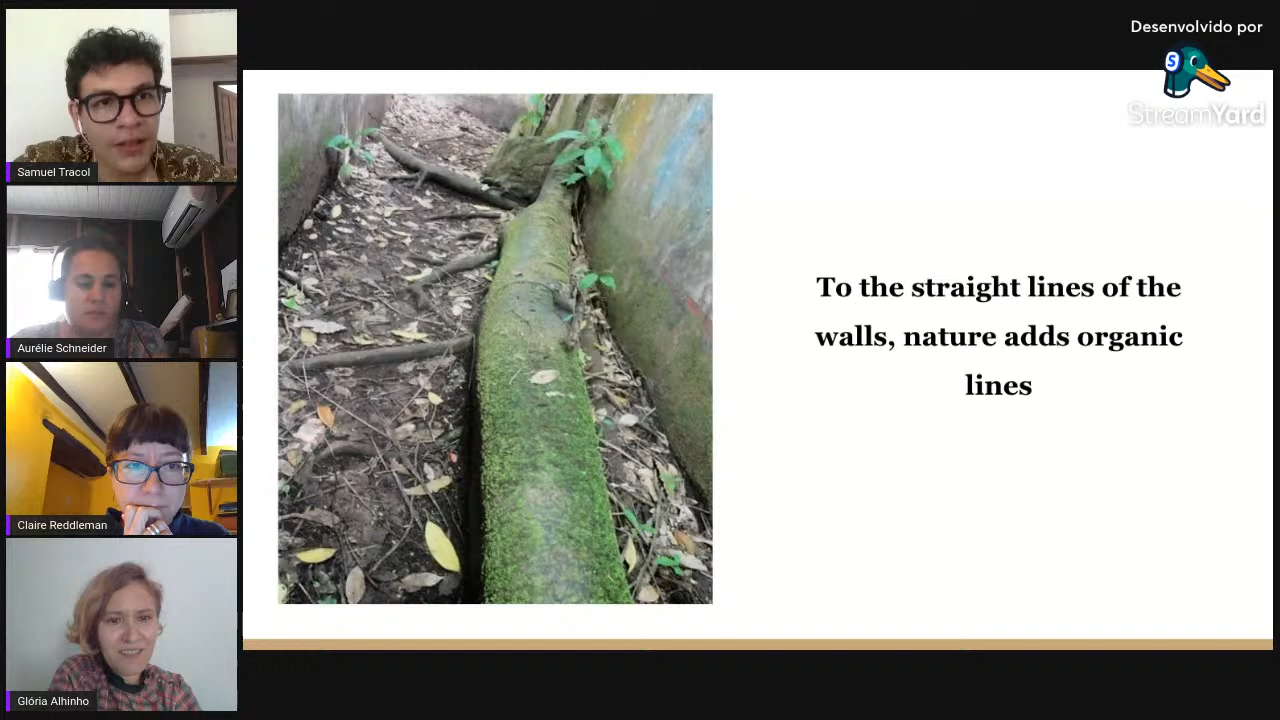 Desenvolvido por
S
StreamYard
Samuel Tracol
Aurélie Schneider
Claire Reddleman
Glória Alhinho
To the straight lines of the
walls, nature adds organic
lines